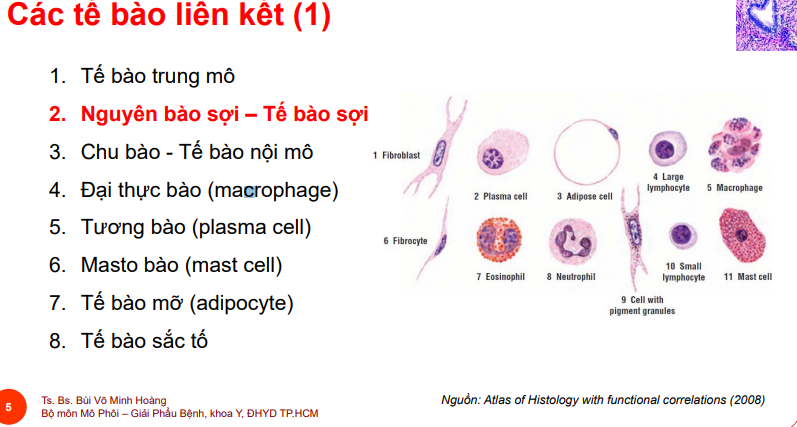 Các tế bào liên kết (1)
1. Tế bào trung mô
2. Nguyên bào sợi – Tế bào sợi
3. Chu bào - Tế bào nội mô
4. Đại thực bào (macrophage)
5. Tương bào (plasma cell)
6. Masto bào (mast cell)
7. Tế bào mỡ (adipocyte)
8. Tế bào sắc tố
1 Fibroblast
2 Plasma cell
3 Adipose cell
4 Large
lymphocyte
5 Macrophage
6 Fibrocyte
7 Eosinophil
8 Neutrophil
9 Cell with
pigment granules
10 Small
lymphocyte
11 Mast cell
5
Ts. Bs. Bùi Võ Minh Hoàng
Bộ môn Mô Phôi – Giải Phẫu Bệnh, khoa Y, ĐHYD TP.HCM
Nguồn: Atlas of Histology with functional correlations (2008)